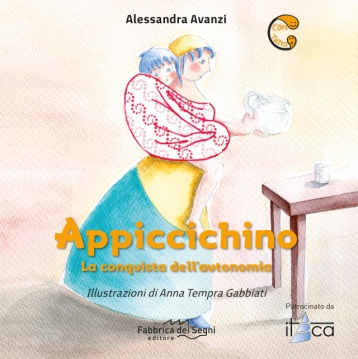 Alessandra Avanzi
Appiccichino
La conquista dell'autonomia
Illustrazioni di Anna Tempra Gabbiati
Patrocinato da
itaca
Fabbrica dei Segni
editore